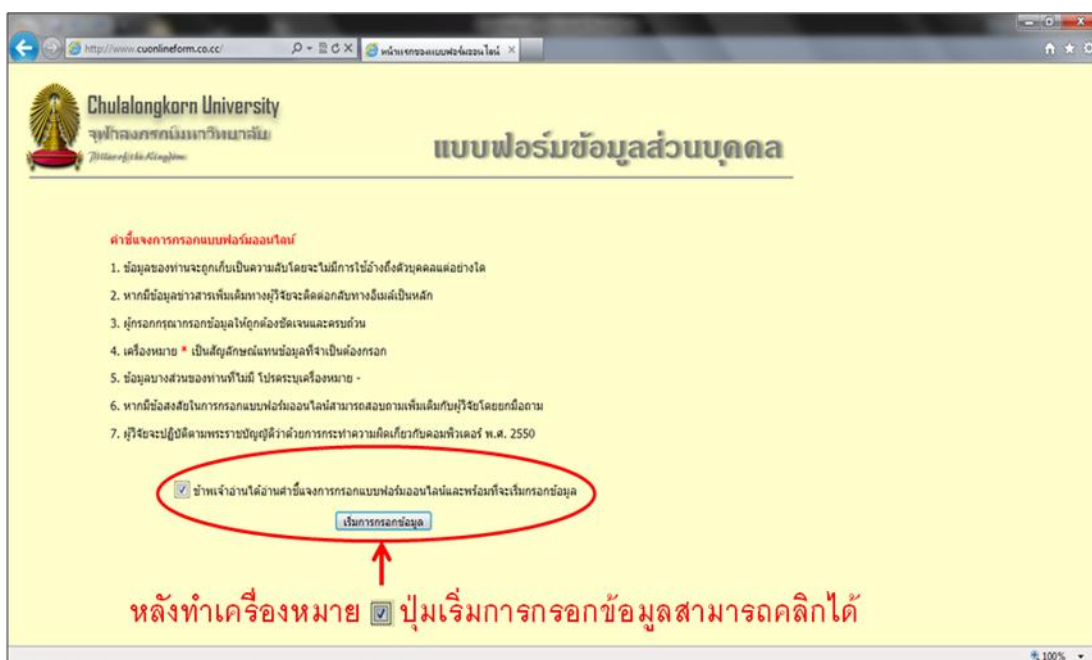 http://www.cuonlineform.co.cc/
หน้าแรกของแบบฟอร์มออนไลน์
Chulalongkorn University
จุฬาลงกรณ์มหาวิทยาลัย
Pillar of the Kingdom
แบบฟอร์มข้อมูลส่วนบุคคล
คำชี้แจงการกรอกแบบฟอร์มออนไลน์
1. ข้อมูลของท่านจะถูกเก็บเป็นความลับโดยจะไม่มีการใช้อ้างถึงตัวบุคคลแต่อย่างใด
2. หากมีข้อมูลข่าวสารเพิ่มเติมทางผู้วิจัยจะติดต่อกลับทางอีเมล์เป็นหลัก
3. ผู้กรอกกรุณากรอกข้อมูลให้ถูกต้องชัดเจนและครบถ้วน
4. เครื่องหมาย * เป็นสัญลักษณ์แทนข้อมูลที่จำเป็นต้องกรอก
5. ข้อมูลบางส่วนของท่านที่ไม่มี โปรดระบุเครื่องหมาย -
6. หากมีข้อสงสัยในการกรอกแบบฟอร์มออนไลน์สามารถสอบถามเพิ่มเติมกับผู้วิจัยโดยยกมือถาม
7. ผู้วิจัยจะปฏิบัติตามพระราชบัญญัติว่าด้วยการกระทำความผิดเกี่ยวกับคอมพิวเตอร์ พ.ศ. 2550
ข้าพเจ้าอ่านได้อ่านคำชี้แจงการกรอกแบบฟอร์มออนไลน์และพร้อมที่จะเริ่มกรอกข้อมูล
เริ่มการกรอกข้อมูล
หลังทำเครื่องหมาย ปุ่มเริ่มการกรอกข้อมูลสามารถคลิกได้
100%